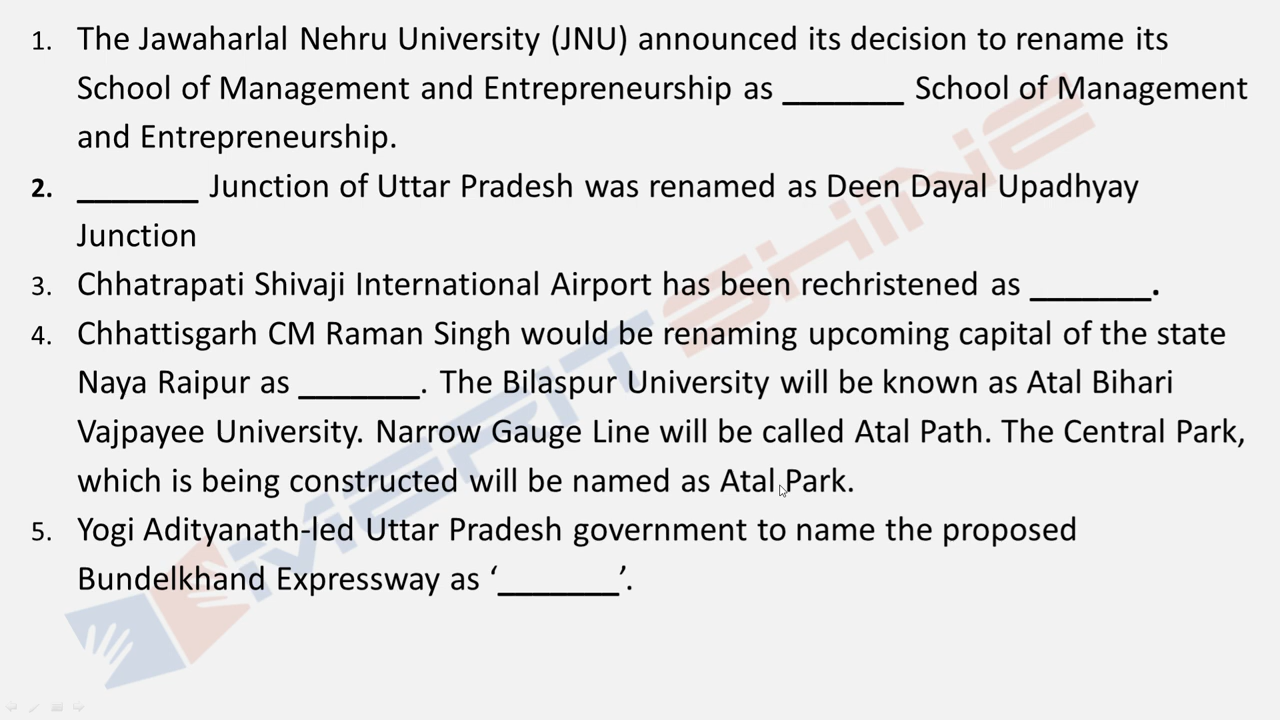 1. The Jawaharlal Nehru University (JNU) announced its decision to rename its
School of Management and Entrepreneurship as _______ School of Management
and Entrepreneurship.
2. _______ Junction of Uttar Pradesh was renamed as Deen Dayal Upadhyay
Junction
3. Chhatrapati Shivaji International Airport has been rechristened as _______.
4. Chhattisgarh CM Raman Singh would be renaming upcoming capital of the state
Naya Raipur as _______. The Bilaspur University will be known as Atal Bihari
Vajpayee University. Narrow Gauge Line will be called Atal Path. The Central Park,
which is being constructed will be named as Atal Park.
5. Yogi Adityanath-led Uttar Pradesh government to name the proposed
Bundelkhand Expressway as ‘_______’.
MERIT SHINE